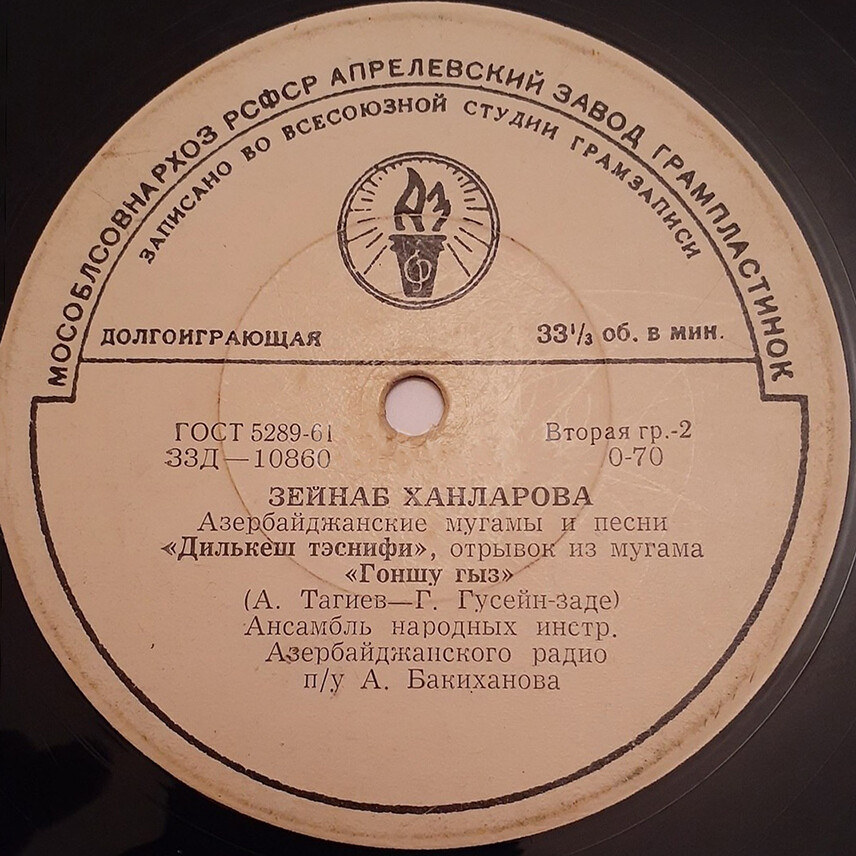 МОСОБЛСОВНАРХОЗ РСФСР АПРЕЛЕВСКИЙ ЗАВОД ГРАМПЛАСТИНОК
ЗАПИСАНО ВО ВСЕСОЮЗНОЙ СТУДИИ ГРАМЗАПИСИ
АЗ
ДОЛГОИГРАЮЩАЯ 33⅓ об. в мин.
ГОСТ 5289-61 Вторая гр.-2
33Д—10860 0-70
ЗЕЙНАБ ХАНЛАРОВА
Азербайджанские мугамы и песни
«Дилькеш тэснифи», отрывок из мугама
«Гоншу гыз»
(А. Тагиев—Г. Гусейн-заде)
Ансамбль народных инстр.
Азербайджанского радио
п/у А. Бакиханова